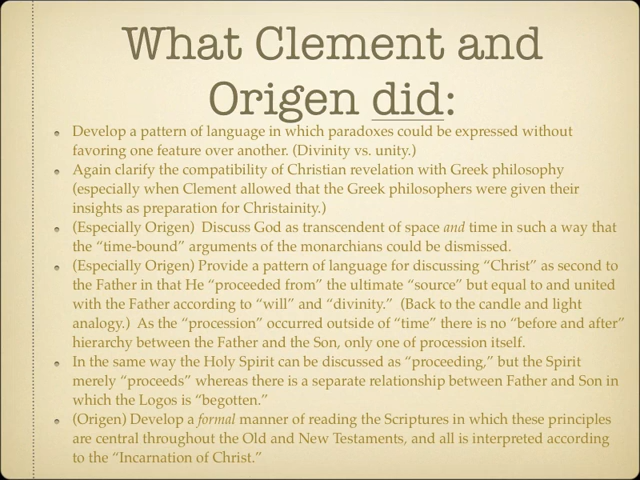 What Clement and
Origen did:
• Develop a pattern of language in which paradoxes could be expressed without
favoring one feature over another. (Divinity vs. unity.)
• Again clarify the compatibility of Christian revelation with Greek philosophy
(especially when Clement allowed that the Greek philosophers were given their
insights as preparation for Christainity.)
• (Especially Origen) Discuss God as transcendent of space and time in such a way that
the “time-bound” arguments of the monarchians could be dismissed.
• (Especially Origen) Provide a pattern of language for discussing “Christ” as second to
the Father in that He “proceeded from” the ultimate “source” but equal to and united
with the Father according to “will” and “divinity.” (Back to the candle and light
analogy.) As the “procession” occurred outside of “time” there is no “before and after”
hierarchy between the Father and the Son, only one of procession itself.
• In the same way the Holy Spirit can be discussed as “proceeding,” but the Spirit
merely “proceeds” whereas there is a separate relationship between Father and Son in
which the Logos is “begotten.”
• (Origen) Develop a formal manner of reading the Scriptures in which these principles
are central throughout the Old and New Testaments, and all is interpreted according
to the “Incarnation of Christ.”